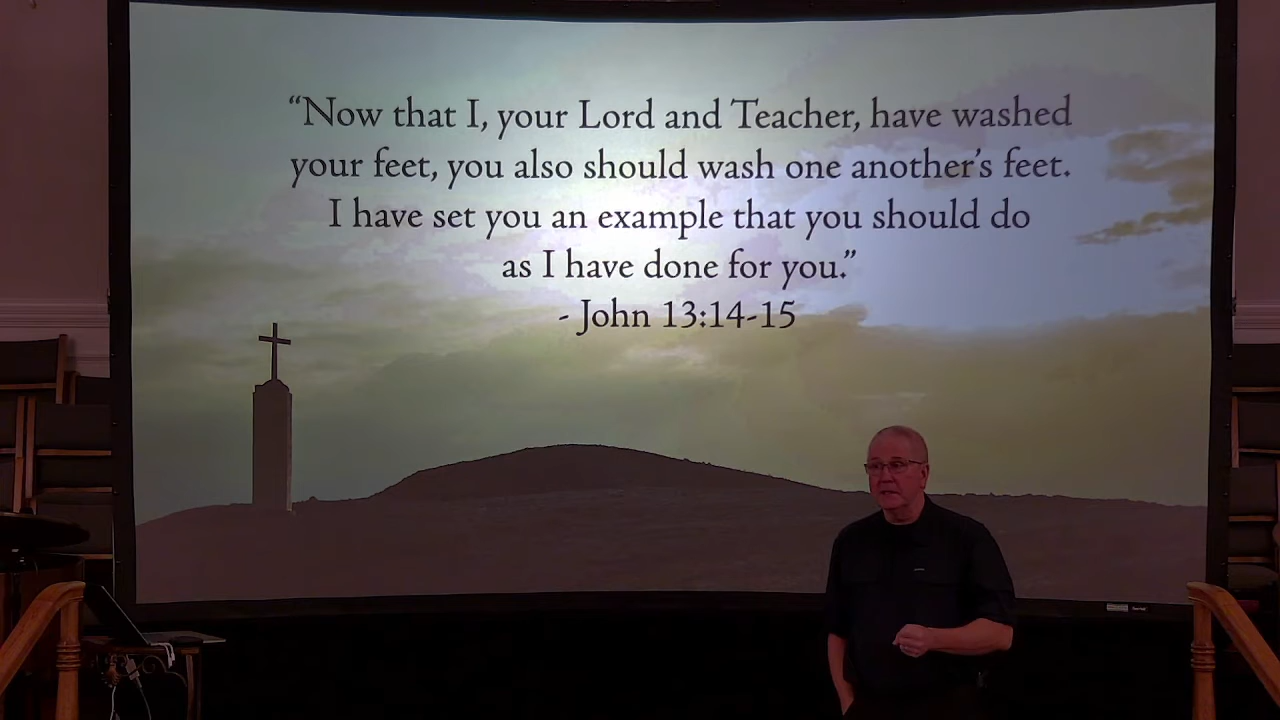 “Now that I, your Lord and Teacher, have washed
your feet, you also should wash one another’s feet.
I have set you an example that you should do
as I have done for you.”
- John 13:14-15